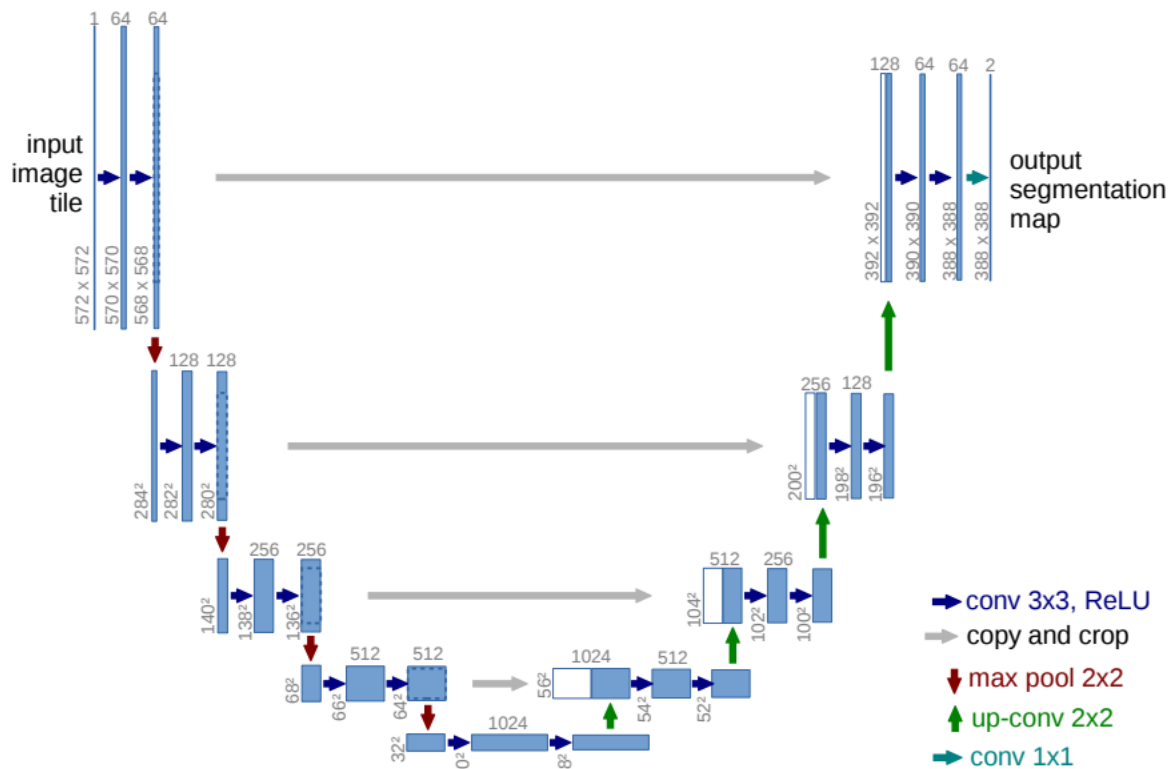 1 64 64
input
image
tile
572 x 572
570 x 570
568 x 568
128 64 64 2
output
segmentation
map
392 x 392
390 x 390
388 x 388
388 x 388
128 128
284²
282²
280²
256 128
200²
198²
196²
256 256
140²
138²
136²
512 256
104²
102²
100²
512 512
68²
66²
64²
1024 512
56²
54²
52²
1024
32²
0²
8²
conv 3x3, ReLU
copy and crop
max pool 2x2
up-conv 2x2
conv 1x1